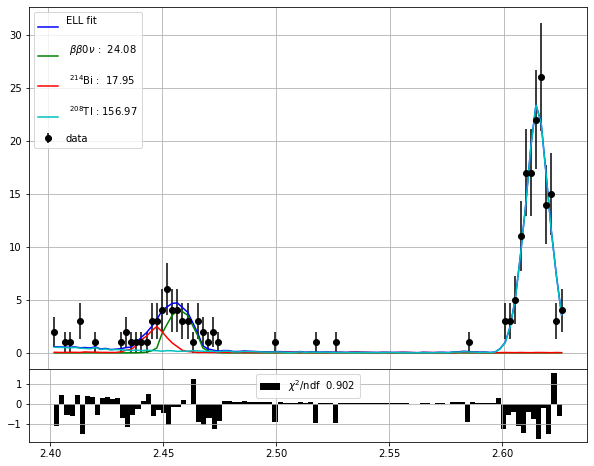 ELL fit
ββ0ν : 24.08
²¹⁴Bi : 17.95
²⁰⁸Tl : 156.97
data
30
25
20
15
10
5
0
χ²/ndf 0.902
1
0
−1
2.40 2.45 2.50 2.55 2.60